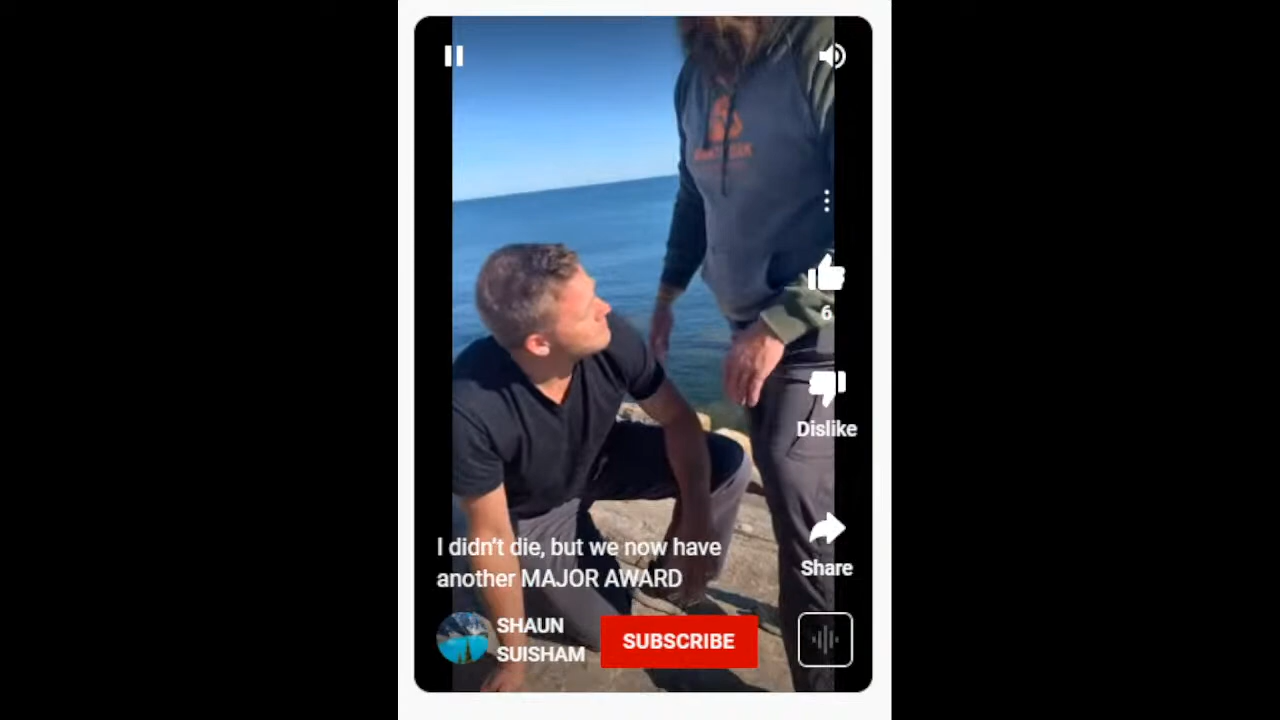 6
Dislike
I didn't die, but we now have
another MAJOR AWARD
Share
SHAUN
SUISHAM
SUBSCRIBE